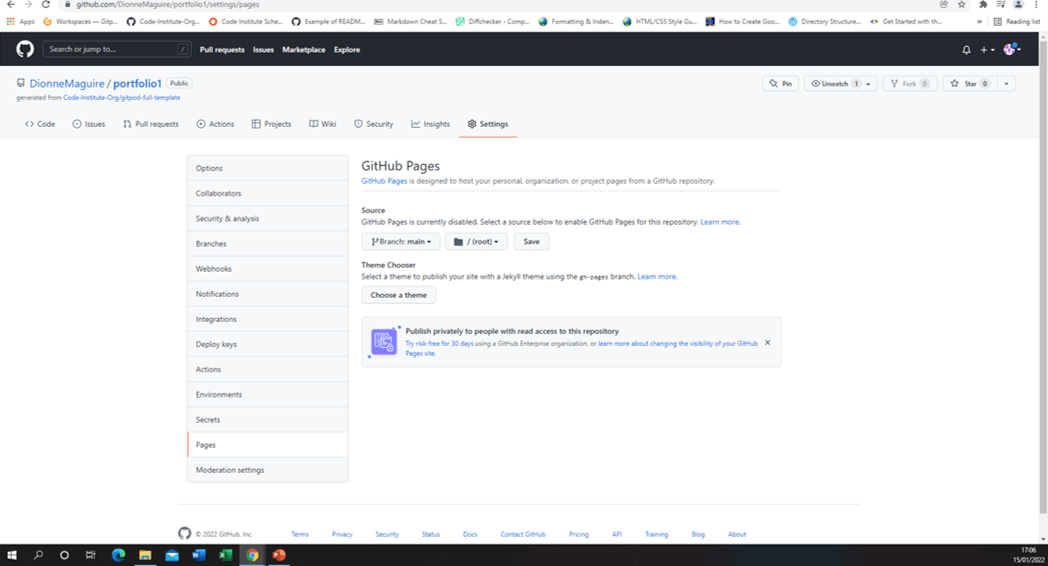 github.com/DionneMaguire/portfolio1/settings/pages
Apps Workspaces — Gitp... Code-Institute-Org... Code Institute Sche... Example of READM... Markdown Cheat S... Diffchecker - Comp... Formatting & Inden... HTML/CSS Style Gu... How to Create Goo... Directory Structure... Get Started with th... » Reading list
Search or jump to... / Pull requests Issues Marketplace Explore
DionneMaguire / portfolio1 Public Pin Unwatch 1 Fork 0 Star 0
generated from Code-Institute-Org/gitpod-full-template
Code Issues Pull requests Actions Projects Wiki Security Insights Settings
Options
Collaborators
Security & analysis
Branches
Webhooks
Notifications
Integrations
Deploy keys
Actions
Environments
Secrets
Pages
Moderation settings
GitHub Pages
GitHub Pages is designed to host your personal, organization, or project pages from a GitHub repository.
Source
GitHub Pages is currently disabled. Select a source below to enable GitHub Pages for this repository. Learn more.
Branch: main / (root) Save
Theme Chooser
Select a theme to publish your site with a Jekyll theme using the gh-pages branch. Learn more.
Choose a theme
Publish privately to people with read access to this repository
Try risk-free for 30 days using a GitHub Enterprise organization, or learn more about changing the visibility of your GitHub
Pages site.
© 2022 GitHub, Inc. Terms Privacy Security Status Docs Contact GitHub Pricing API Training Blog About
17:06
15/01/2022